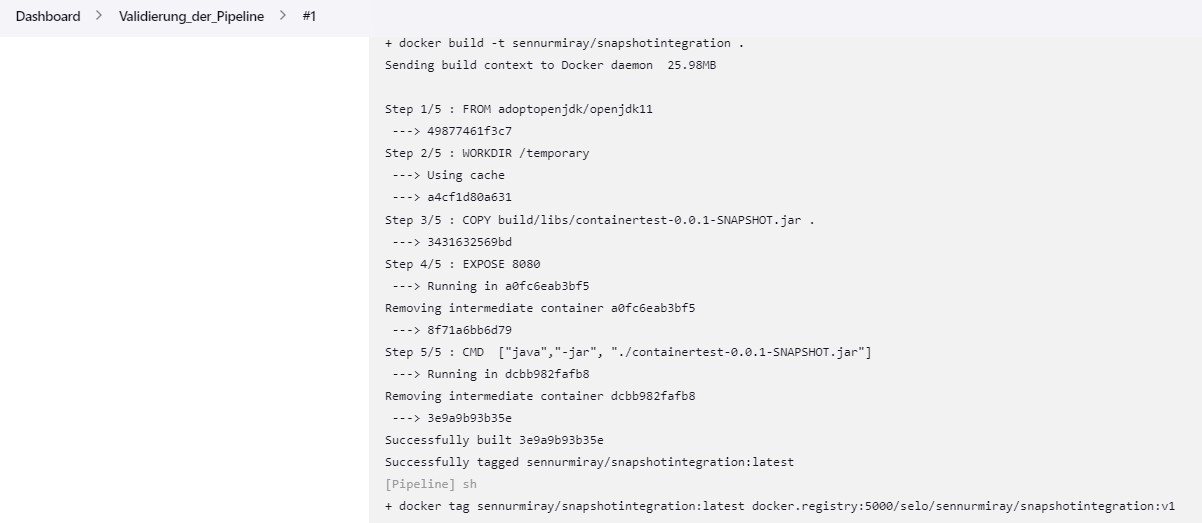 Dashboard > Validierung_der_Pipeline > #1
+ docker build -t sennurmiray/snapshotintegration .
Sending build context to Docker daemon  25.98MB
Step 1/5 : FROM adoptopenjdk/openjdk11
---> 49877461f3c7
Step 2/5 : WORKDIR /temporary
---> Using cache
---> a4cf1d80a631
Step 3/5 : COPY build/libs/containertest-0.0.1-SNAPSHOT.jar .
---> 3431632569bd
Step 4/5 : EXPOSE 8080
---> Running in a0fc6eab3bf5
Removing intermediate container a0fc6eab3bf5
---> 8f71a6bb6d79
Step 5/5 : CMD  ["java","-jar", "./containertest-0.0.1-SNAPSHOT.jar"]
---> Running in dcbb982fafb8
Removing intermediate container dcbb982fafb8
---> 3e9a9b93b35e
Successfully built 3e9a9b93b35e
Successfully tagged sennurmiray/snapshotintegration:latest
[Pipeline] sh
+ docker tag sennurmiray/snapshotintegration:latest docker.registry:5000/selo/sennurmiray/snapshotintegration:v1